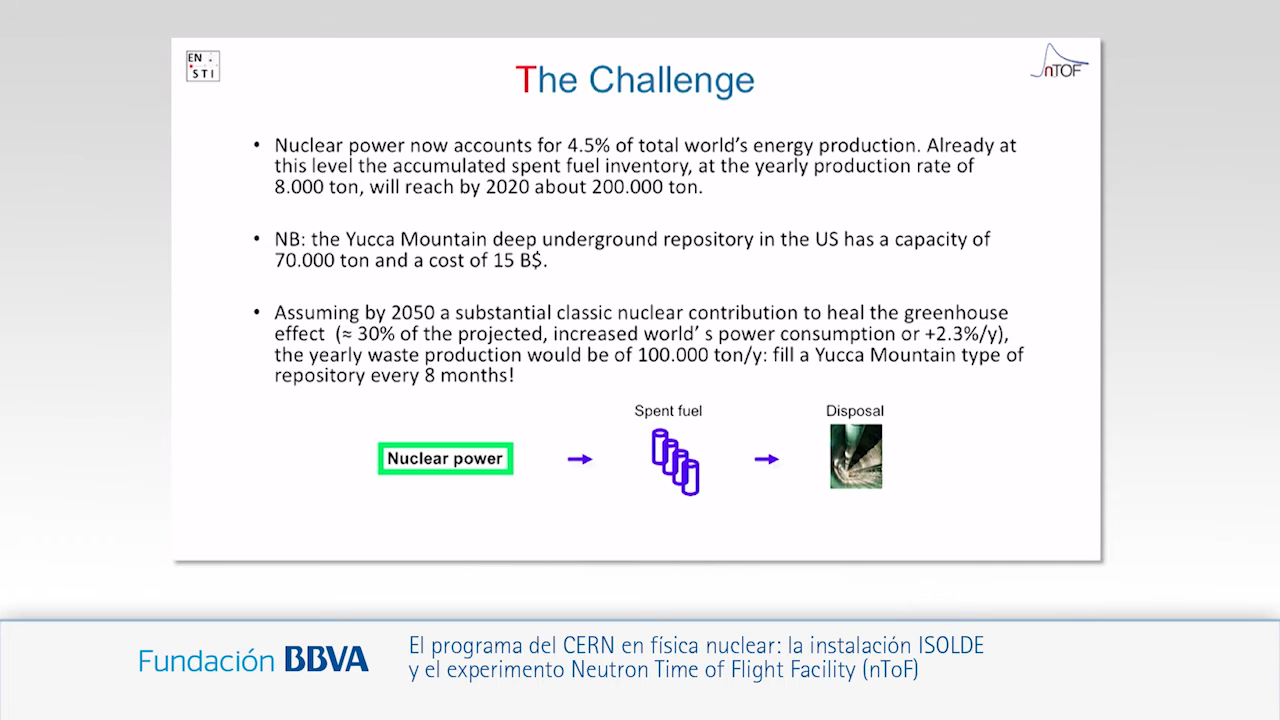 EN
STI
nTOF
The Challenge
• Nuclear power now accounts for 4.5% of total world's energy production. Already at
this level the accumulated spent fuel inventory, at the yearly production rate of
8.000 ton, will reach by 2020 about 200.000 ton.
• NB: the Yucca Mountain deep underground repository in the US has a capacity of
70.000 ton and a cost of 15 B$.
• Assuming by 2050 a substantial classic nuclear contribution to heal the greenhouse
effect (≈ 30% of the projected, increased world' s power consumption or +2.3%/y),
the yearly waste production would be of 100.000 ton/y: fill a Yucca Mountain type of
repository every 8 months!
Spent fuel
Disposal
Nuclear power
Fundación BBVA
El programa del CERN en física nuclear: la instalación ISOLDE
y el experimento Neutron Time of Flight Facility (nToF)